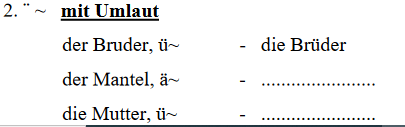 2. ¨ ~ mit Umlaut
der Bruder, ü~ - die Brüder
der Mantel, ä~ - ........................
die Mutter, ü~ - ........................